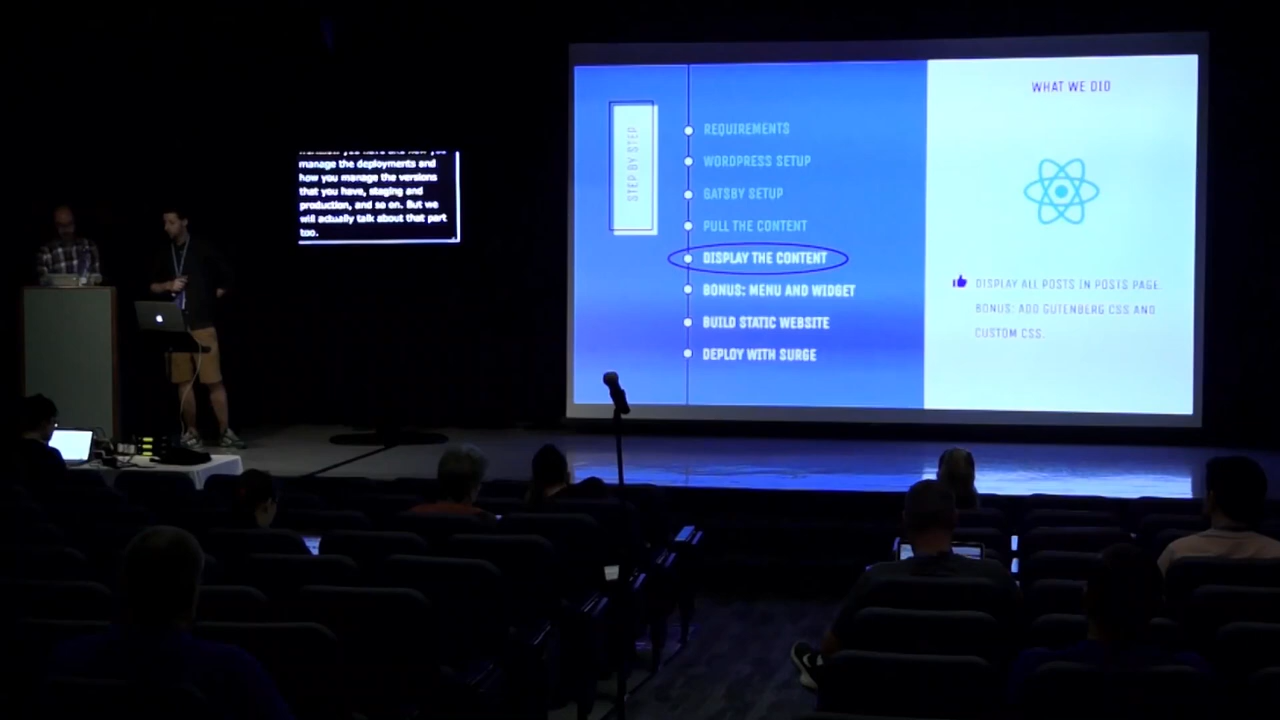 manage the deployments and
how you manage the versions
that you have, staging and
production, and so on. But we
will actually talk about that part
too.
STEP BY STEP
REQUIREMENTS
WORDPRESS SETUP
GATSBY SETUP
PULL THE CONTENT
DISPLAY THE CONTENT
BONUS: MENU AND WIDGET
BUILD STATIC WEBSITE
DEPLOY WITH SURGE
WHAT WE DID
DISPLAY ALL POSTS IN POSTS PAGE.
BONUS: ADD GUTENBERG CSS AND
CUSTOM CSS.